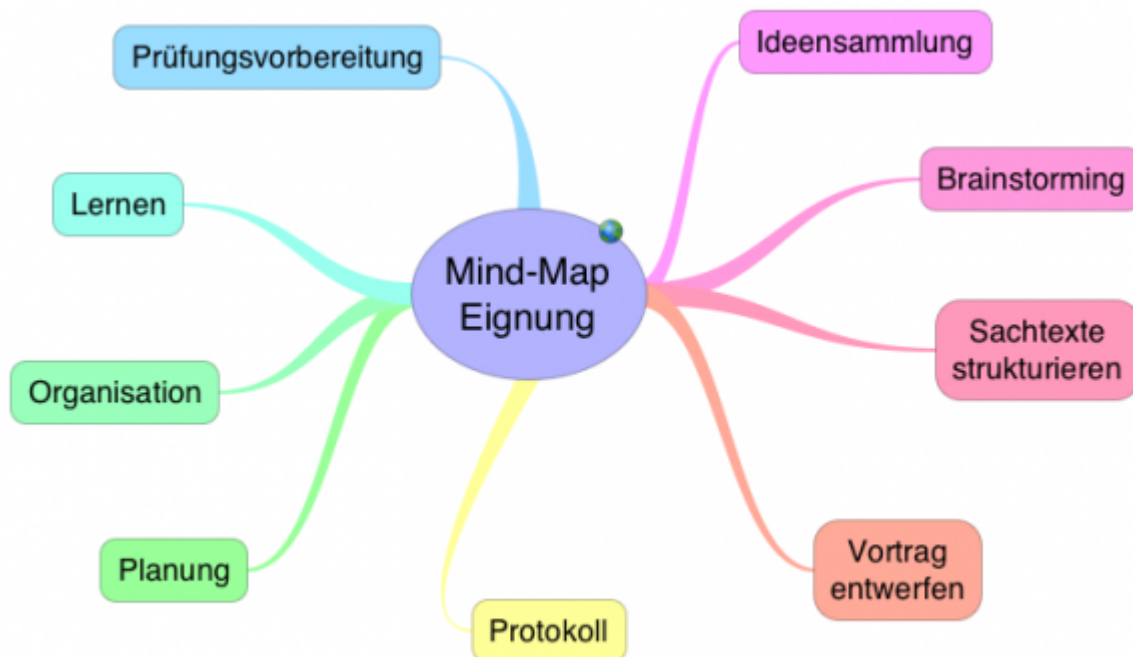 Prüfungsvorbereitung
Ideensammlung
Lernen
Brainstorming
Mind-Map
Eignung
Organisation
Sachtexte
strukturieren
Planung
Vortrag
entwerfen
Protokoll